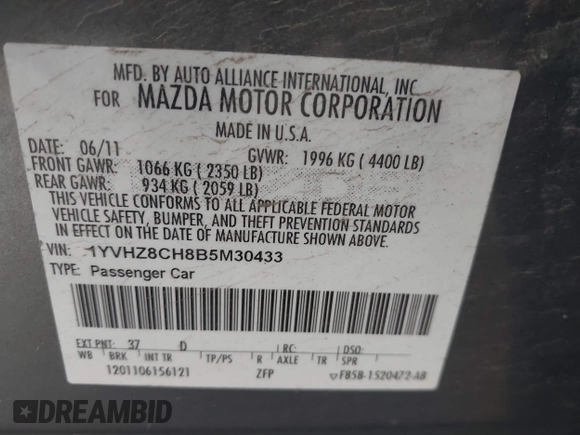 MFD. BY AUTO ALLIANCE INTERNATIONAL, INC.
FOR MAZDA MOTOR CORPORATION
MADE IN U.S.A.
DATE: 06/11 GVWR: 1996 KG ( 4400 LB)
FRONT GAWR: 1066 KG ( 2350 LB)
REAR GAWR: 934 KG ( 2059 LB)
THIS VEHICLE CONFORMS TO ALL APPLICABLE FEDERAL MOTOR
VEHICLE SAFETY, BUMPER, AND THEFT PREVENTION STANDARDS
IN EFFECT ON THE DATE OF MANUFACTURE SHOWN ABOVE.
VIN: 1YVHZ8CH8B5M30433
TYPE: Passenger Car
EXT PNT: 37 D RC: DSO:
WB BRK INT TR TP/PS R AXLE TR SPR
1201106156121 ZFP F85B-1520472-AB
DREAMBID